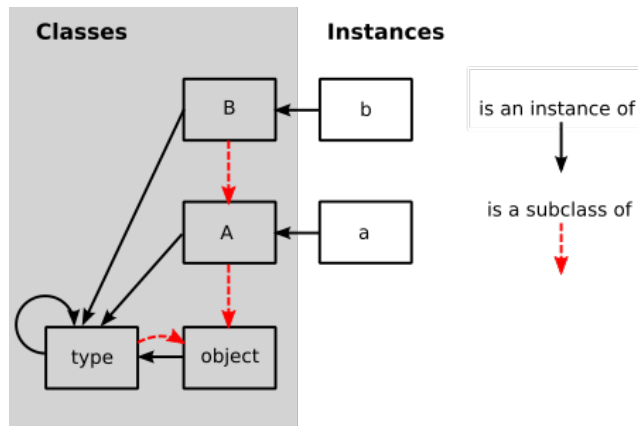 Classes
Instances
B
b
is an instance of
A
a
is a subclass of
type
object